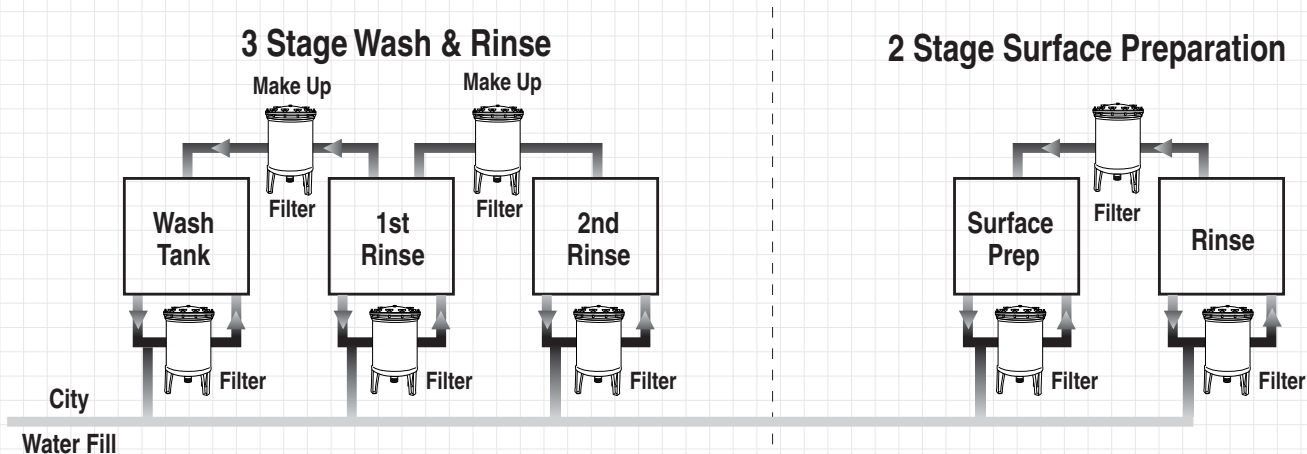 3 Stage Wash & Rinse
2 Stage Surface Preparation
Make Up
Make Up
Filter
Filter
Filter
Wash
Tank
1st
Rinse
2nd
Rinse
Surface
Prep
Rinse
Filter
Filter
Filter
Filter
Filter
City
Water Fill